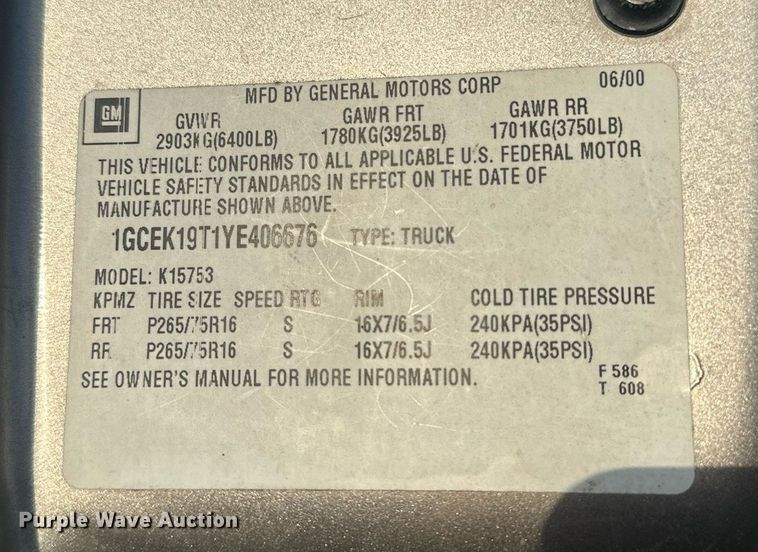 GM
MFD BY GENERAL MOTORS CORP 06/00
GVWR GAWR FRT GAWR RR
2903KG(6400LB) 1780KG(3925LB) 1701KG(3750LB)
THIS VEHICLE CONFORMS TO ALL APPLICABLE U.S. FEDERAL MOTOR
VEHICLE SAFETY STANDARDS IN EFFECT ON THE DATE OF
MANUFACTURE SHOWN ABOVE.
1GCEK19T1YE406676 TYPE: TRUCK
MODEL: K15753
KPMZ TIRE SIZE SPEED RTG RIM COLD TIRE PRESSURE
FRT P265/75R16 S 16X7/6.5J 240KPA(35PSI)
RR P265/75R16 S 16X7/6.5J 240KPA(35PSI)
SEE OWNER'S MANUAL FOR MORE INFORMATION. F 586
T 608
Purple Wave Auction